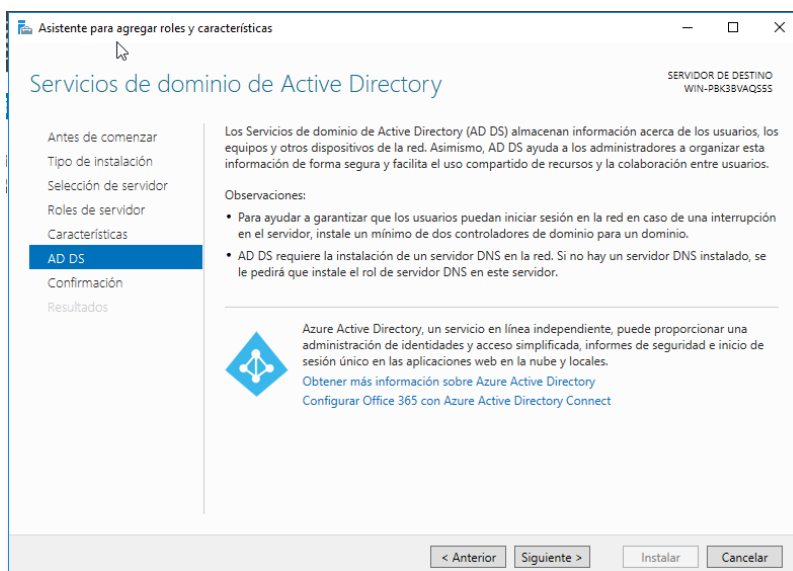 Asistente para agregar roles y características
Servicios de dominio de Active Directory
SERVIDOR DE DESTINO
WIN-PBK3BVAQS5S
Antes de comenzar
Tipo de instalación
Selección de servidor
Roles de servidor
Características
AD DS
Confirmación
Resultados
Los Servicios de dominio de Active Directory (AD DS) almacenan información acerca de los usuarios, los
equipos y otros dispositivos de la red. Asimismo, AD DS ayuda a los administradores a organizar esta
información de forma segura y facilita el uso compartido de recursos y la colaboración entre usuarios.
Observaciones:
• Para ayudar a garantizar que los usuarios puedan iniciar sesión en la red en caso de una interrupción
en el servidor, instale un mínimo de dos controladores de dominio para un dominio.
• AD DS requiere la instalación de un servidor DNS en la red. Si no hay un servidor DNS instalado, se
le pedirá que instale el rol de servidor DNS en este servidor.
Azure Active Directory, un servicio en línea independiente, puede proporcionar una
administración de identidades y acceso simplificada, informes de seguridad e inicio de
sesión único en las aplicaciones web en la nube y locales.
Obtener más información sobre Azure Active Directory
Configurar Office 365 con Azure Active Directory Connect
< Anterior
Siguiente >
Instalar
Cancelar